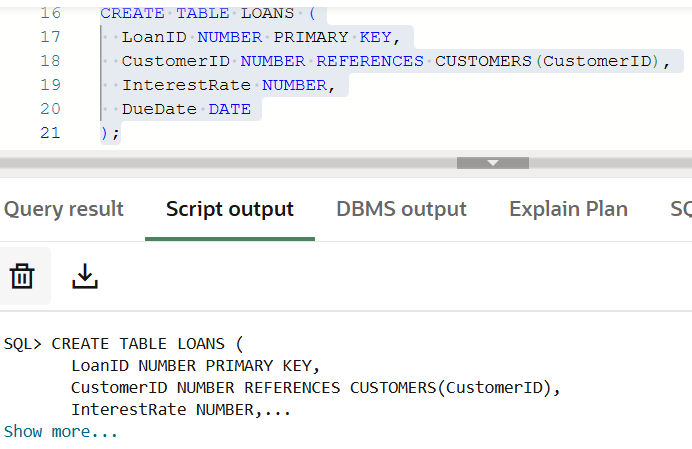 16 CREATE TABLE LOANS (
17 LoanID NUMBER PRIMARY KEY,
18 CustomerID NUMBER REFERENCES CUSTOMERS(CustomerID),
19 InterestRate NUMBER,
20 DueDate DATE
21 );
Query result Script output DBMS output Explain Plan SQ
SQL> CREATE TABLE LOANS (
LoanID NUMBER PRIMARY KEY,
CustomerID NUMBER REFERENCES CUSTOMERS(CustomerID),
InterestRate NUMBER,...
Show more...